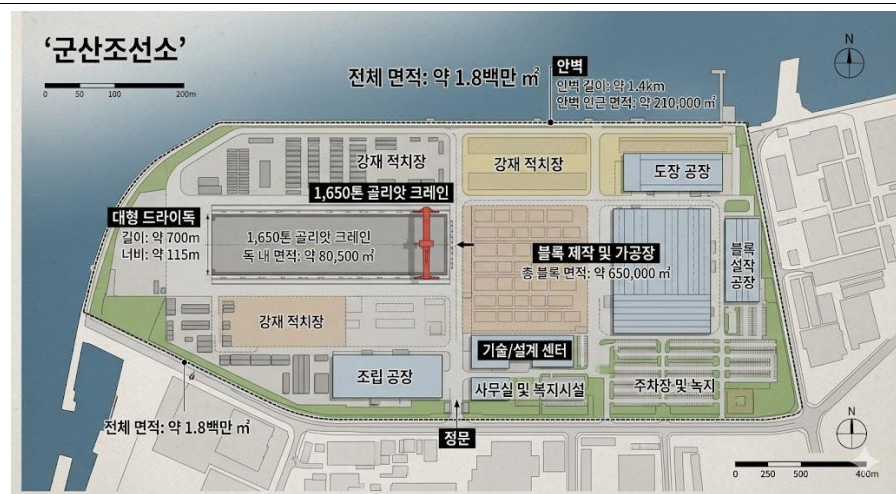 '군산조선소'
0 50 100 200m
전체 면적: 약 1.8백만 ㎡
안벽
안벽 길이: 약 1.4km
안벽 인근 면적: 약 210,000 ㎡
N
강재 적치장
강재 적치장
도장 공장
1,650톤 골리앗 크레인
대형 드라이독
길이: 약 700m
너비: 약 115m
1,650톤 골리앗 크레인
독 내 면적: 약 80,500 ㎡
블록 제작 및 가공장
총 블록 면적: 약 650,000 ㎡
블록
설작
공장
강재 적치장
기술/설계 센터
조립 공장
사무실 및 복지시설
주차장 및 녹지
전체 면적: 약 1.8백만 ㎡
정문
N
0 250 500 400m